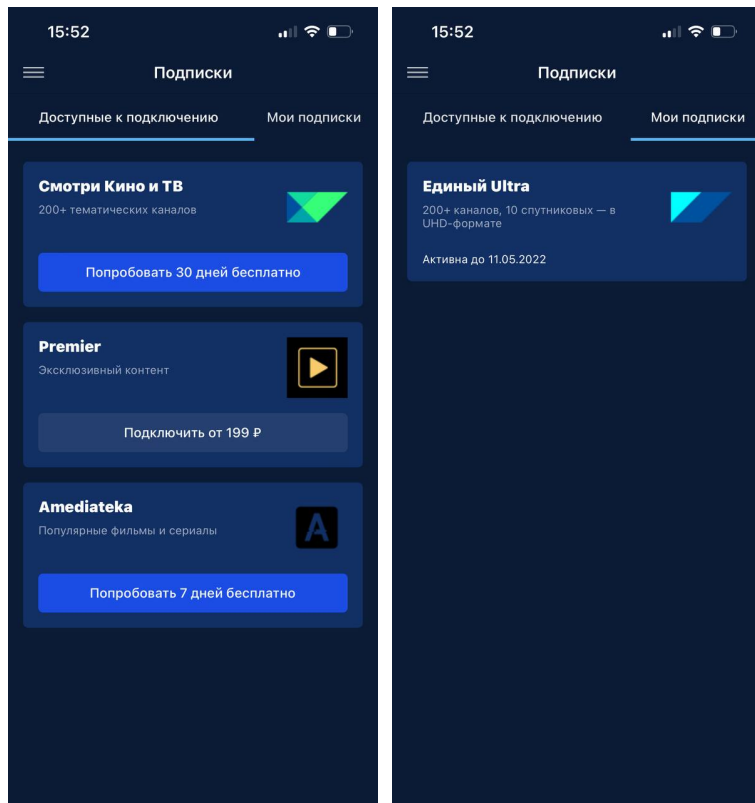 15:52
Подписки
Доступные к подключению
Мои подписки
Смотри Кино и ТВ
200+ тематических каналов
Попробовать 30 дней бесплатно
Premier
Эксклюзивный контент
Подключить от 199 ₽
Amediateka
Популярные фильмы и сериалы
A
Попробовать 7 дней бесплатно
15:52
Подписки
Доступные к подключению
Мои подписки
Единый Ultra
200+ каналов, 10 спутниковых — в
UHD-формате
Активна до 11.05.2022